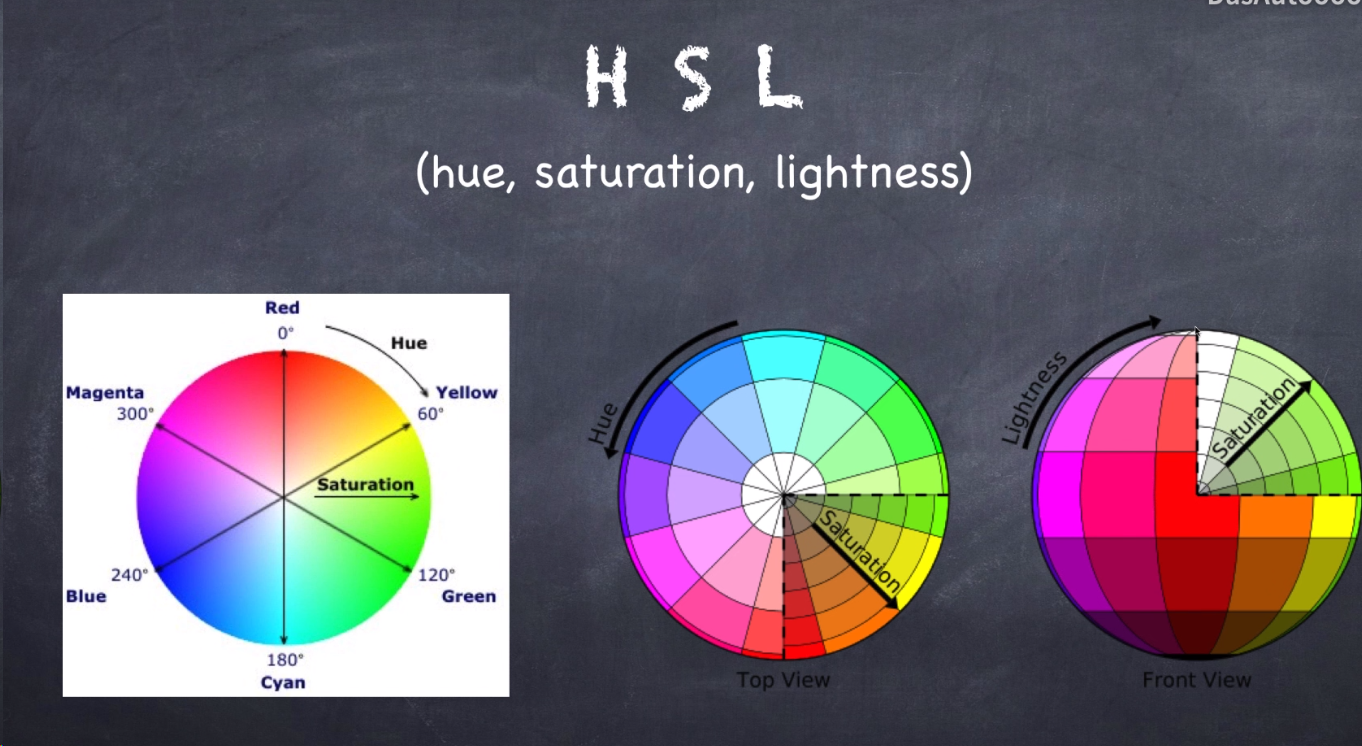 H S L
(hue, saturation, lightness)
Red
0°
Hue
Magenta
300°
Yellow
60°
Saturation
240°
Blue
120°
Green
180°
Cyan
Hue
Saturation
Top View
Lightness
Saturation
Front View